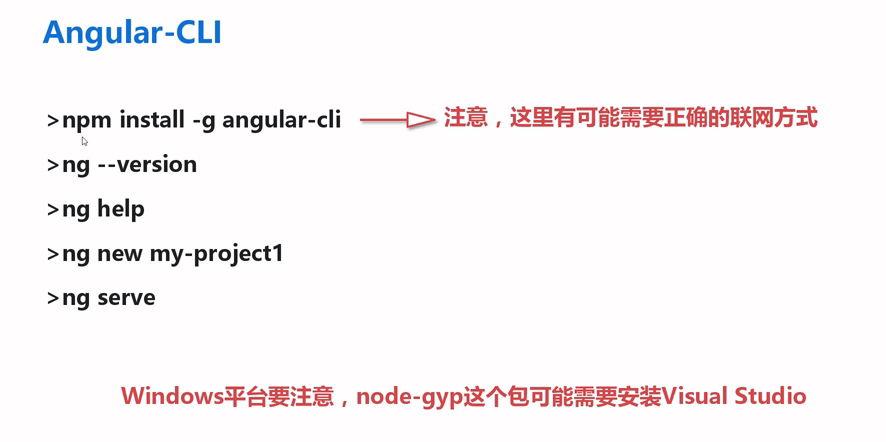 Angular-CLI
>npm install -g angular-cli 注意，这里有可能需要正确的联网方式
>ng --version
>ng help
>ng new my-project1
>ng serve
Windows平台要注意，node-gyp这个包可能需要安装Visual Studio